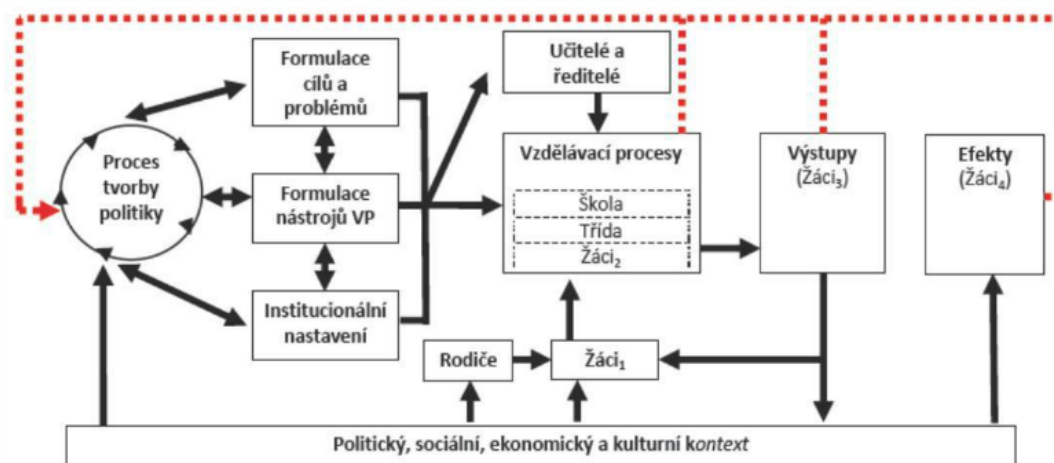 Formulace
cílů a
problémů
Učitelé a
ředitelé
Proces
tvorby
politiky
Formulace
nástrojů VP
Vzdělávací procesy
Škola
Třída
Žáci₂
Výstupy
(Žáci₃)
Efekty
(Žáci₄)
Institucionální
nastavení
Rodiče
Žáci₁
Politický, sociální, ekonomický a kulturní kontext